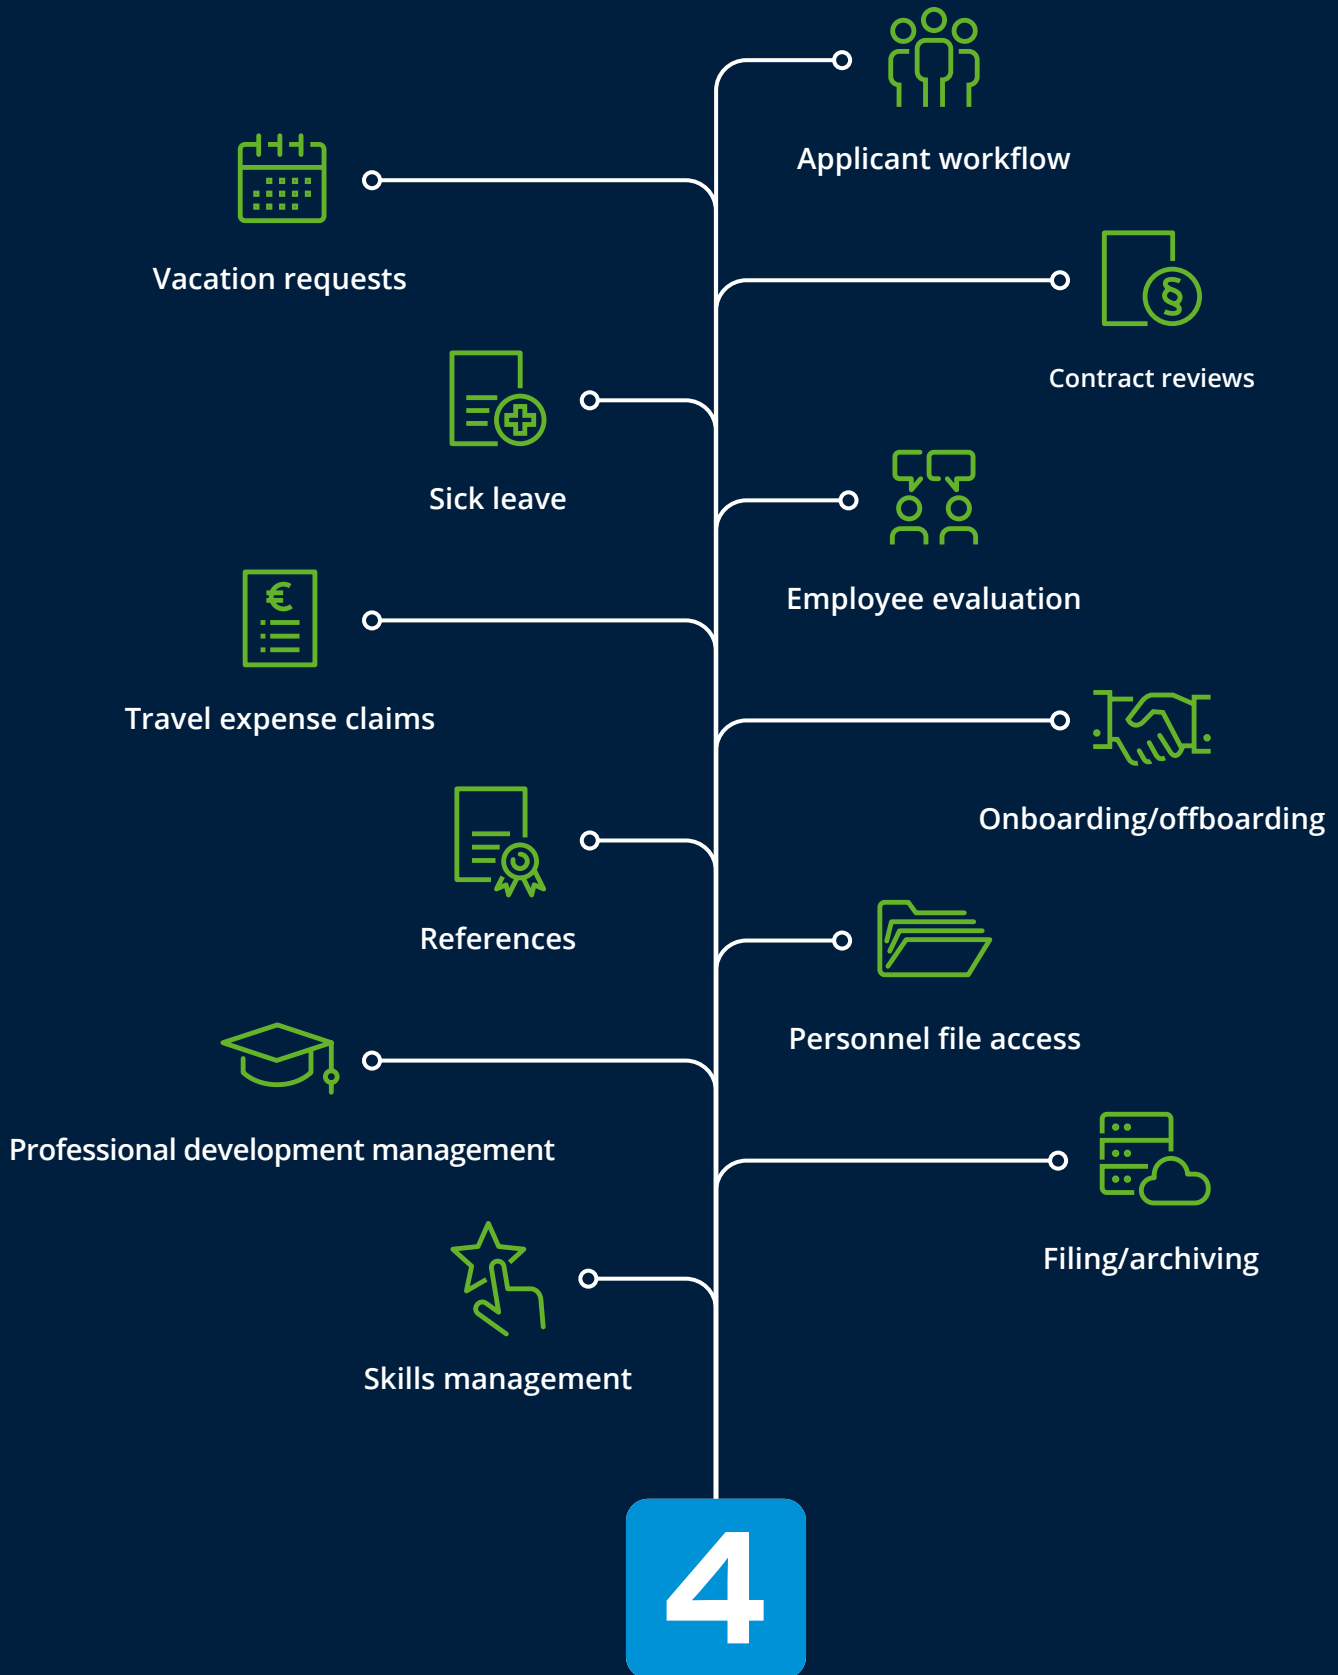 Applicant workflow
Vacation requests
§
Contract reviews
Sick leave
Employee evaluation
€
Travel expense claims
Onboarding/offboarding
References
Personnel file access
Professional development management
Filing/archiving
Skills management
4